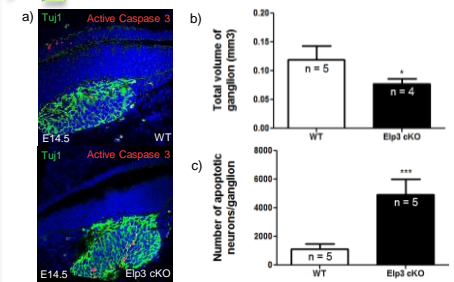 a)
Tuj1 Active Caspase 3
E14.5 WT
Tuj1 Active Caspase 3
E14.5 Elp3 cKO
b)
Total volume of
ganglion (mm3)
0.20
0.15
0.10
0.05
0.00
n = 5
*
n = 4
WT Elp3 cKO
c)
Number of apoptotic
neurons/ganglion
8000
6000
4000
2000
0
n = 5
***
n = 5
WT Elp3 cKO